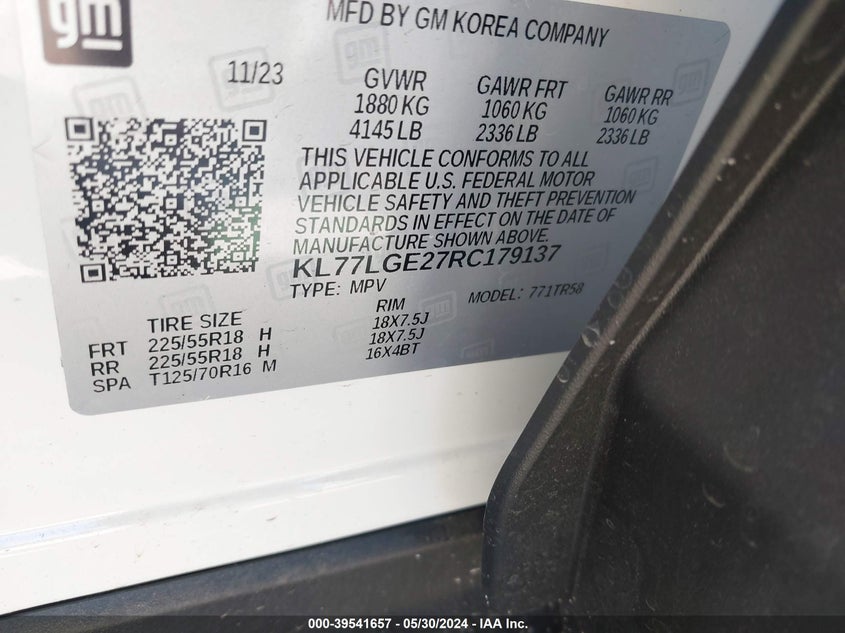 gm
MFD BY GM KOREA COMPANY
11/23
GVWR GAWR FRT GAWR RR
1880 KG 1060 KG 1060 KG
4145 LB 2336 LB 2336 LB
THIS VEHICLE CONFORMS TO ALL
APPLICABLE U.S. FEDERAL MOTOR
VEHICLE SAFETY AND THEFT PREVENTION
STANDARDS IN EFFECT ON THE DATE OF
MANUFACTURE SHOWN ABOVE.
KL77LGE27RC179137
TYPE: MPV MODEL: 771TR58
TIRE SIZE RIM
FRT 225/55R18 H 18X7.5J
RR 225/55R18 H 18X7.5J
SPA T125/70R16 M 16X4BT
000-39541657 - 05/30/2024 - IAA Inc.